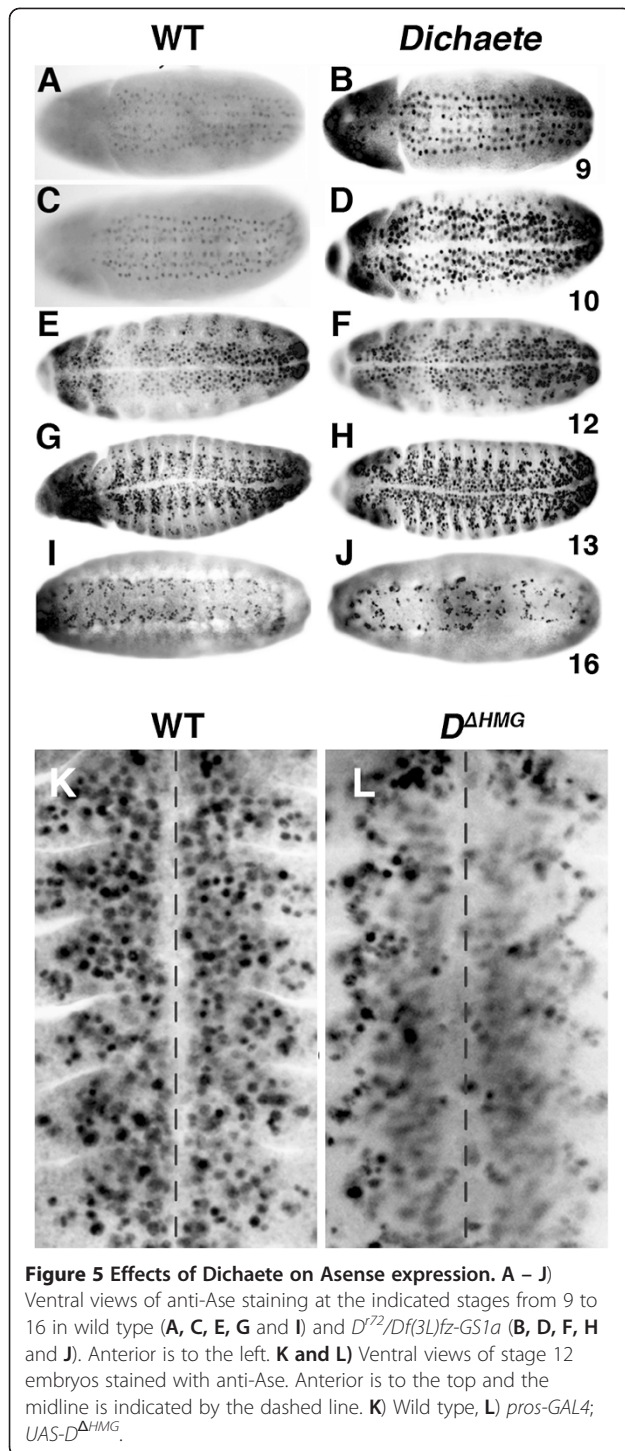 WT Dichaete
A B
9
C D
10
E F
12
G H
13
I J
16
WT D^ΔHMG
K L
Figure 5 Effects of Dichaete on Asense expression. A – J)
Ventral views of anti-Ase staining at the indicated stages from 9 to
16 in wild type (A, C, E, G and I) and D^r72/Df(3L)fz-GS1a (B, D, F, H
and J). Anterior is to the left. K and L) Ventral views of stage 12
embryos stained with anti-Ase. Anterior is to the top and the
midline is indicated by the dashed line. K) Wild type, L) pros-GAL4;
UAS-D^ΔHMG.